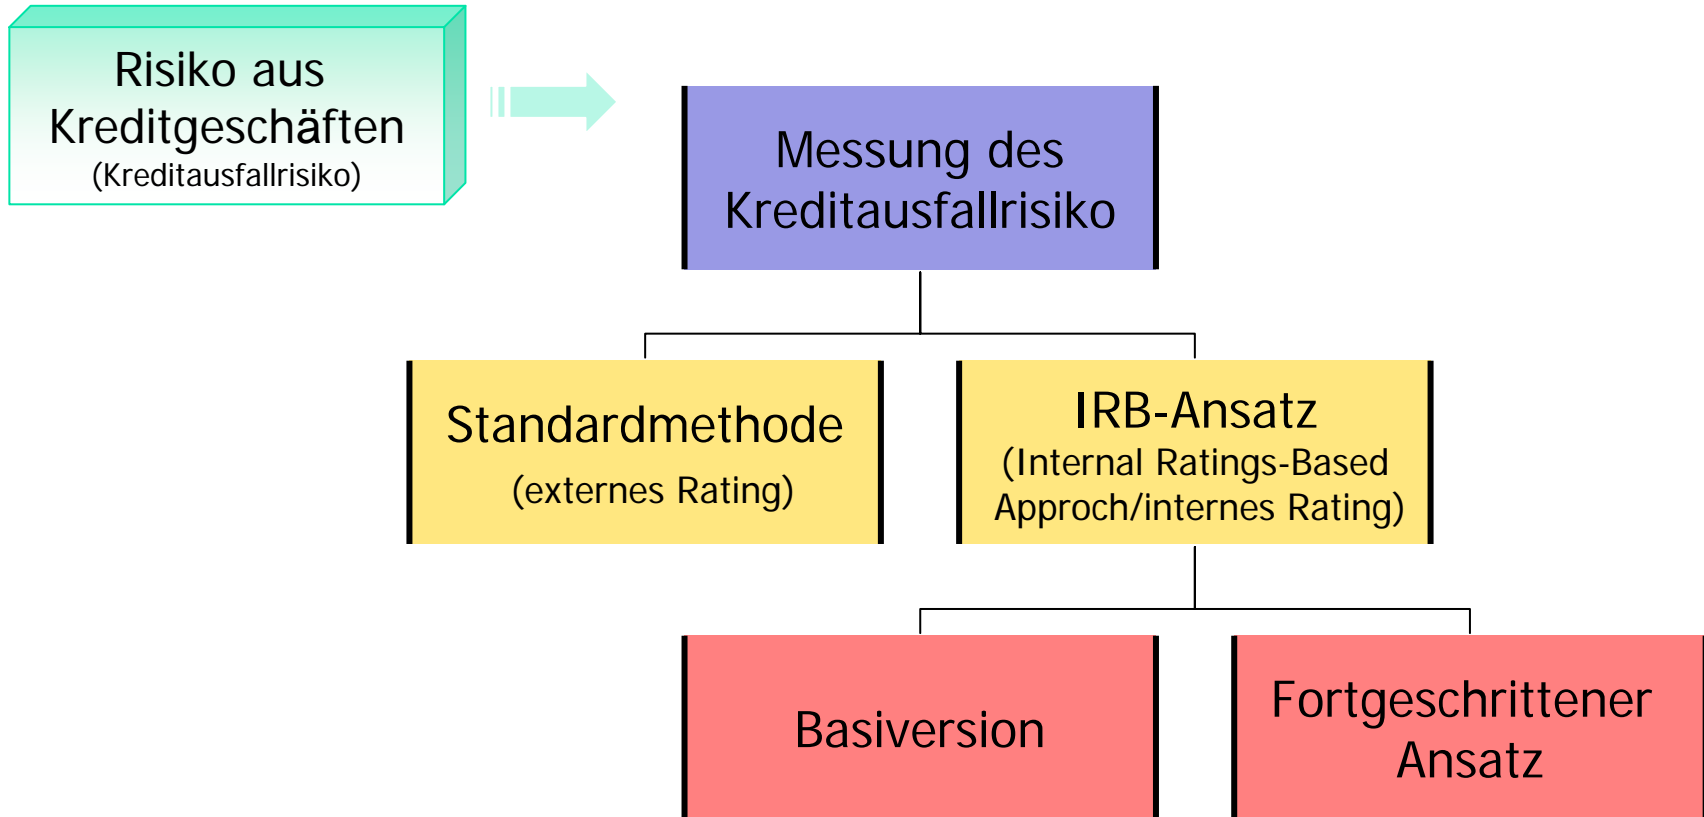 Risiko aus
Kreditgeschäften
(Kreditausfallrisiko)
Messung des
Kreditausfallrisiko
Standardmethode
(externes Rating)
IRB-Ansatz
(Internal Ratings-Based
Approch/internes Rating)
Basiversion
Fortgeschrittener
Ansatz